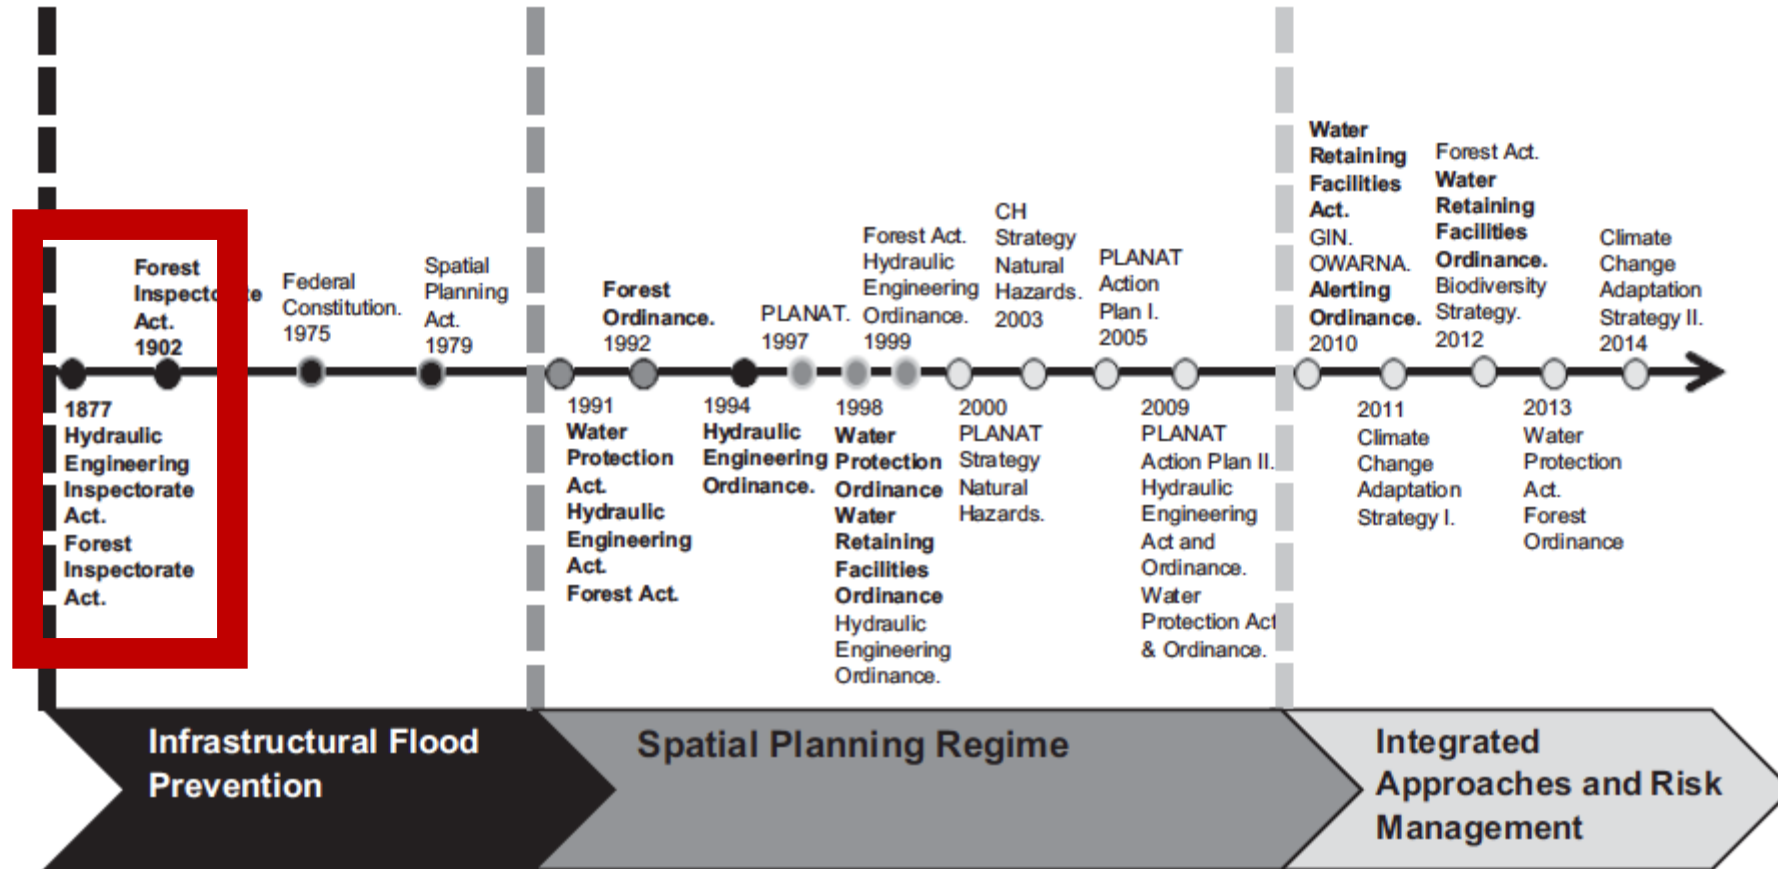 Forest
Inspectorate
Act.
1902
Federal
Constitution.
1975
Spatial
Planning
Act.
1979
Forest
Ordinance.
1992
PLANAT.
1997
Forest Act.
Hydraulic
Engineering
Ordinance.
1999
CH
Strategy
Natural
Hazards.
2003
PLANAT
Action
Plan I.
2005
Water
Retaining
Facilities
Act.
GIN.
OWARNA.
Alerting
Ordinance.
2010
Forest Act.
Water
Retaining
Facilities
Ordinance.
Biodiversity
Strategy.
2012
Climate
Change
Adaptation
Strategy II.
2014
1877
Hydraulic
Engineering
Inspectorate
Act.
Forest
Inspectorate
Act.
1991
Water
Protection
Act.
Hydraulic
Engineering
Act.
Forest Act.
1994
Hydraulic
Engineering
Ordinance.
1998
Water
Protection
Ordinance
Water
Retaining
Facilities
Ordinance
Hydraulic
Engineering
Ordinance.
2000
PLANAT
Strategy
Natural
Hazards.
2009
PLANAT
Action Plan II.
Hydraulic
Engineering
Act and
Ordinance.
Water
Protection Act
& Ordinance.
2011
Climate
Change
Adaptation
Strategy I.
2013
Water
Protection
Act.
Forest
Ordinance
Infrastructural Flood
Prevention
Spatial Planning Regime
Integrated
Approaches and Risk
Management